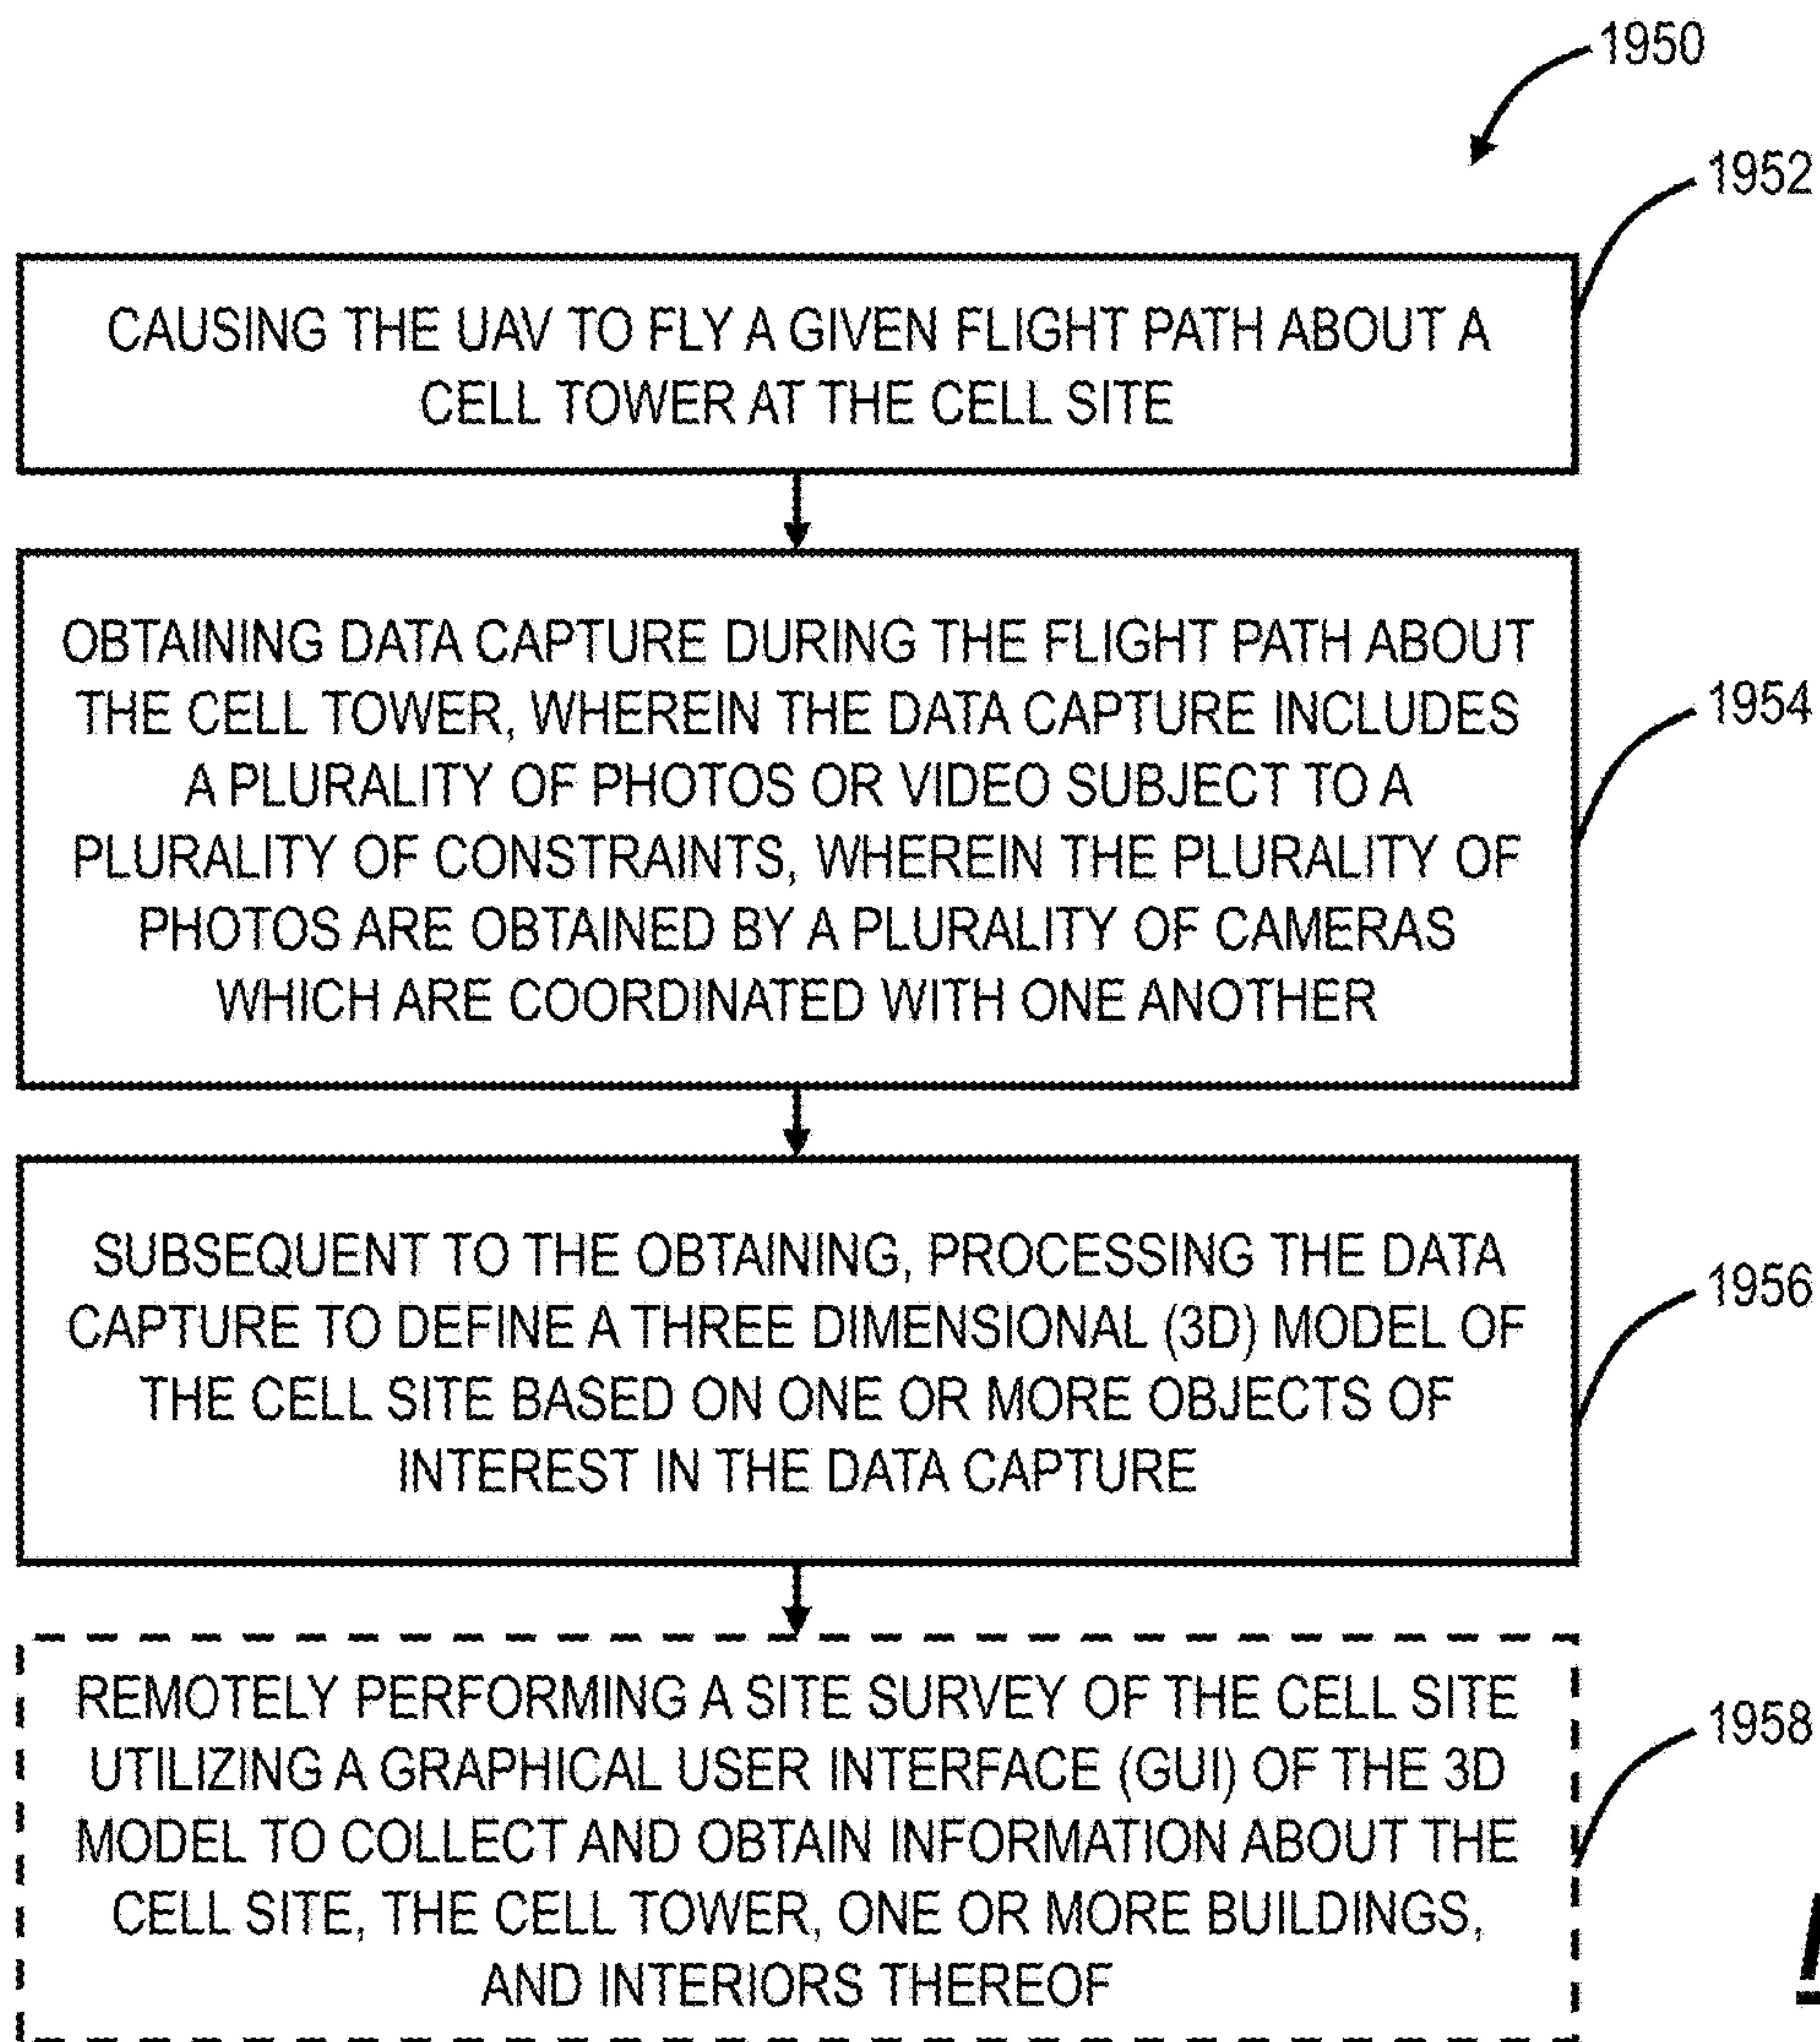 1950
1952
CAUSING THE UAV TO FLY A GIVEN FLIGHT PATH ABOUT A
CELL TOWER AT THE CELL SITE
OBTAINING DATA CAPTURE DURING THE FLIGHT PATH ABOUT
THE CELL TOWER, WHEREIN THE DATA CAPTURE INCLUDES
A PLURALITY OF PHOTOS OR VIDEO SUBJECT TO A
PLURALITY OF CONSTRAINTS, WHEREIN THE PLURALITY OF
PHOTOS ARE OBTAINED BY A PLURALITY OF CAMERAS
WHICH ARE COORDINATED WITH ONE ANOTHER
1954
SUBSEQUENT TO THE OBTAINING, PROCESSING THE DATA
CAPTURE TO DEFINE A THREE DIMENSIONAL (3D) MODEL OF
THE CELL SITE BASED ON ONE OR MORE OBJECTS OF
INTEREST IN THE DATA CAPTURE
1956
REMOTELY PERFORMING A SITE SURVEY OF THE CELL SITE
UTILIZING A GRAPHICAL USER INTERFACE (GUI) OF THE 3D
MODEL TO COLLECT AND OBTAIN INFORMATION ABOUT THE
CELL SITE, THE CELL TOWER, ONE OR MORE BUILDINGS,
AND INTERIORS THEREOF
1958